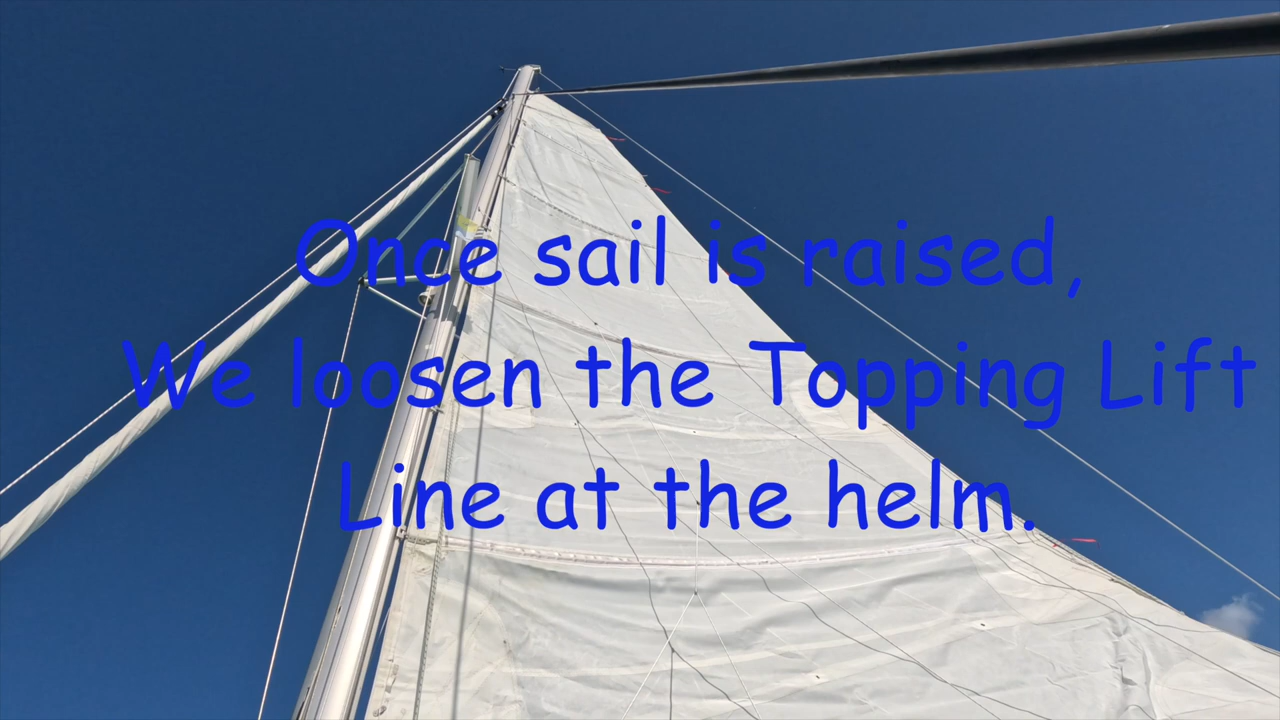 Once sail is raised,
We loosen the Topping Lift
Line at the helm.